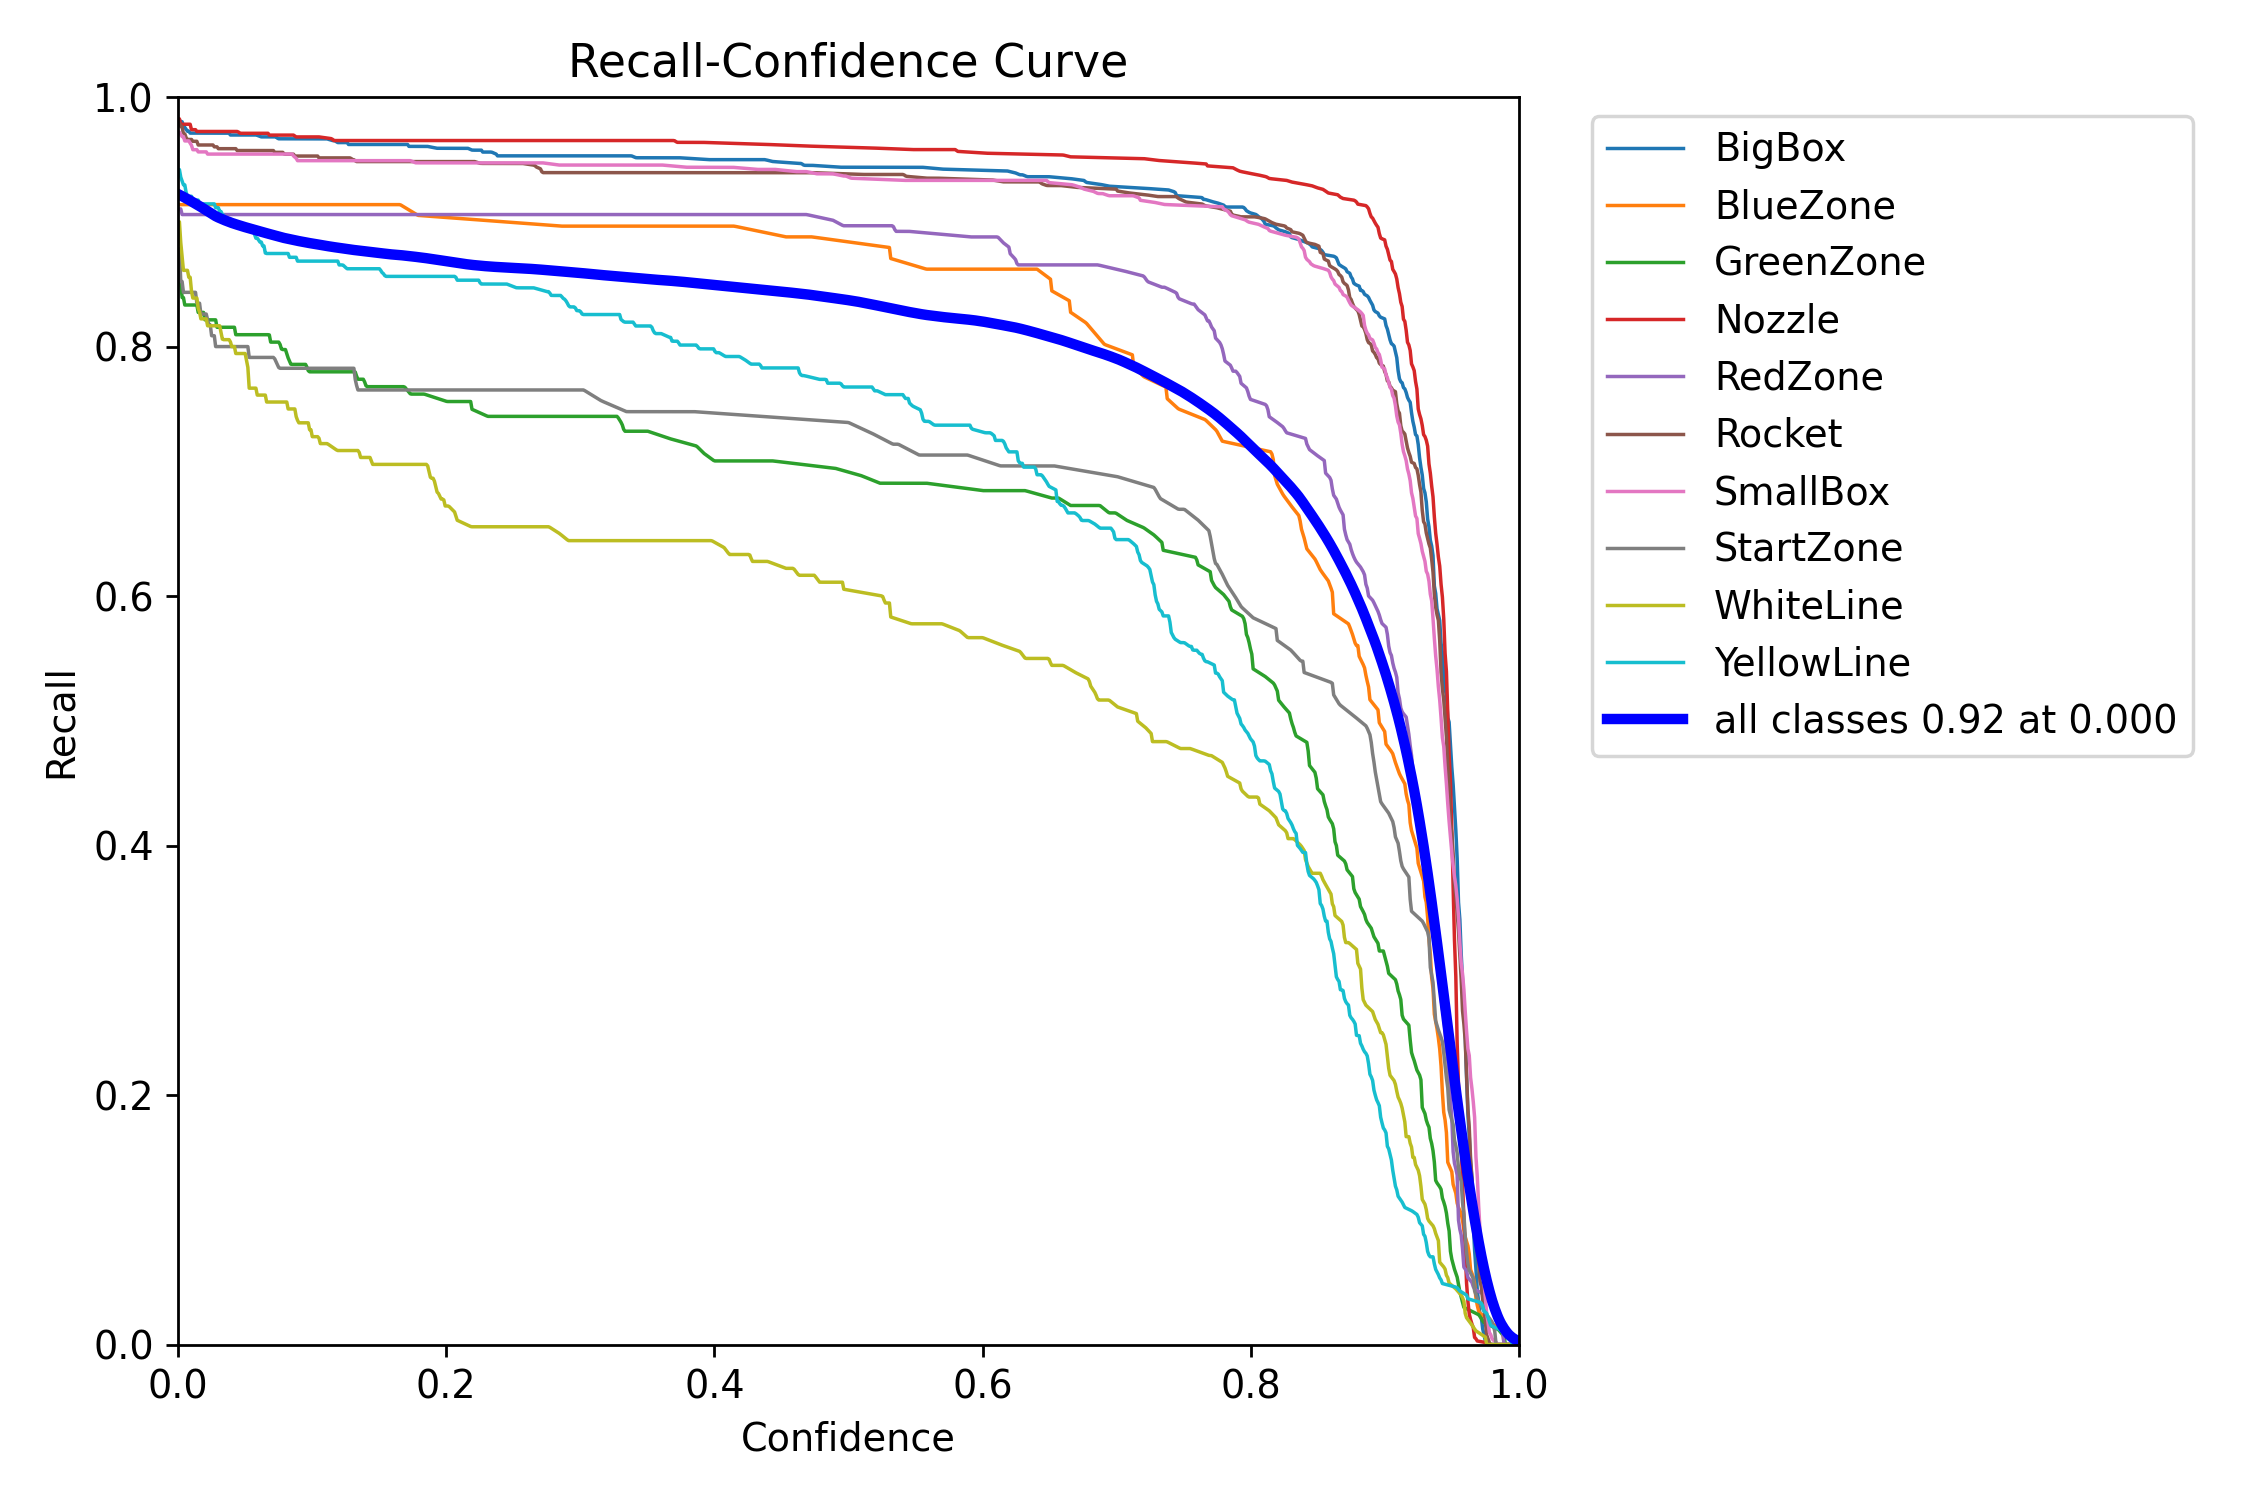 Recall-Confidence Curve
1.0
0.8
0.6
0.4
0.2
0.0
Recall
0.0 0.2 0.4 0.6 0.8 1.0
Confidence
BigBox
BlueZone
GreenZone
Nozzle
RedZone
Rocket
SmallBox
StartZone
WhiteLine
YellowLine
all classes 0.92 at 0.000